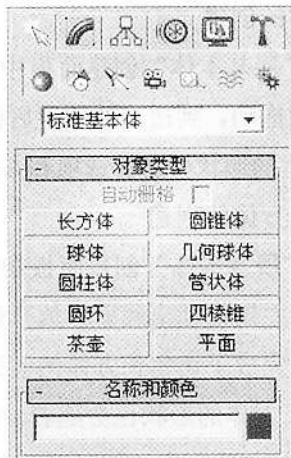 标准基本体
- 对象类型
自动栅格
长方体 圆锥体
球体 几何球体
圆柱体 管状体
圆环 四棱锥
茶壶 平面
- 名称和颜色